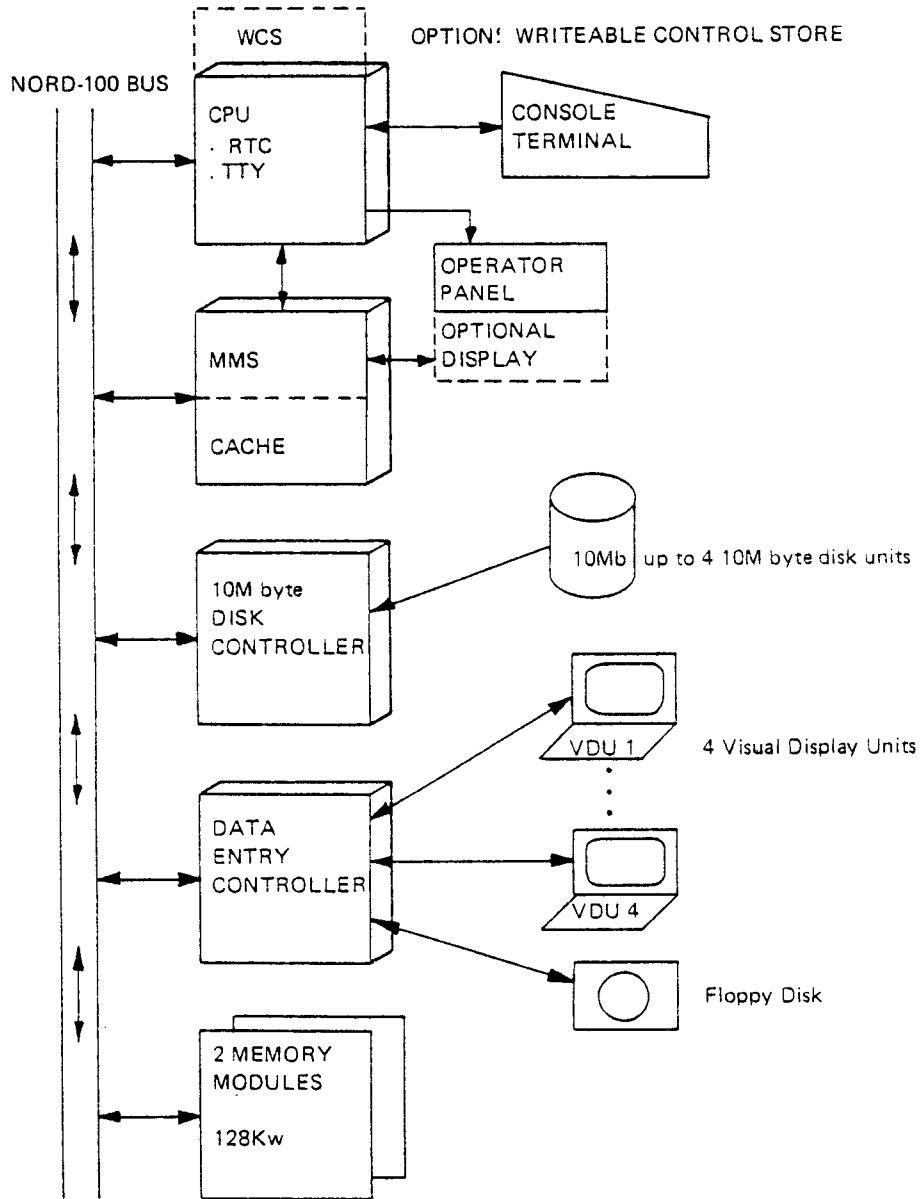 WCS
OPTION! WRITEABLE CONTROL STORE
NORD-100 BUS
CPU
. RTC
. TTY
CONSOLE
TERMINAL
OPERATOR
PANEL
OPTIONAL
DISPLAY
MMS
CACHE
10M byte
DISK
CONTROLLER
10Mb up to 4 10M byte disk units
VDU 1
4 Visual Display Units
DATA
ENTRY
CONTROLLER
VDU 4
Floppy Disk
2 MEMORY
MODULES
128Kw